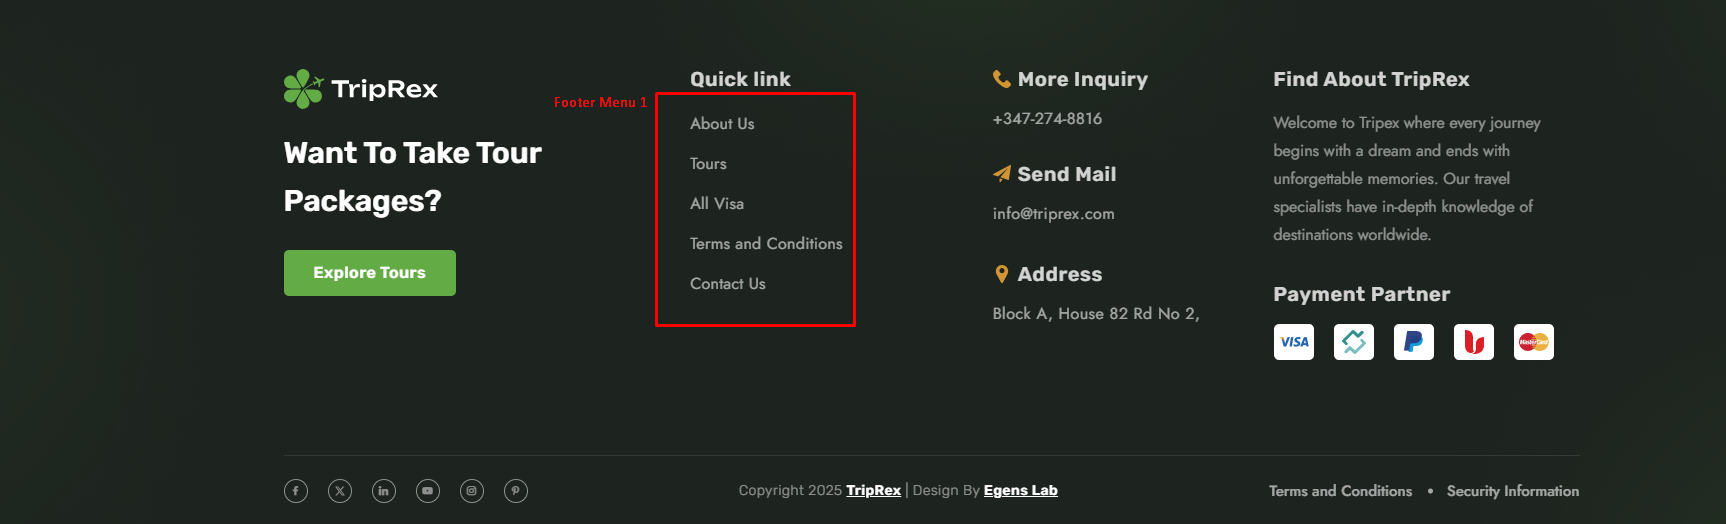 TripRex
Want To Take Tour
Packages?
Explore Tours
Footer Menu 1
Quick link
About Us
Tours
All Visa
Terms and Conditions
Contact Us
More Inquiry
+347-274-8816
Send Mail
info@triprex.com
Address
Block A, House 82 Rd No 2,
Find About TripRex
Welcome to Tripex where every journey
begins with a dream and ends with
unforgettable memories. Our travel
specialists have in-depth knowledge of
destinations worldwide.
Payment Partner
VISA
MasterCard
Copyright 2025 TripRex | Design By Egens Lab
Terms and Conditions • Security Information